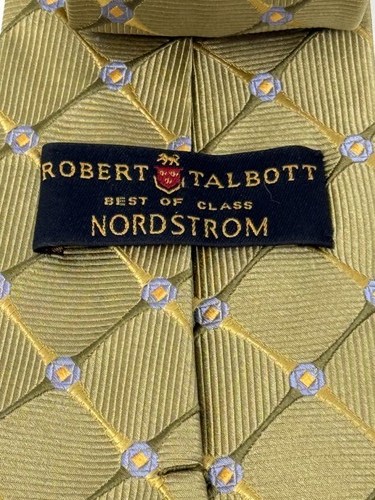 ROBERT TALBOTT
BEST OF CLASS
NORDSTROM